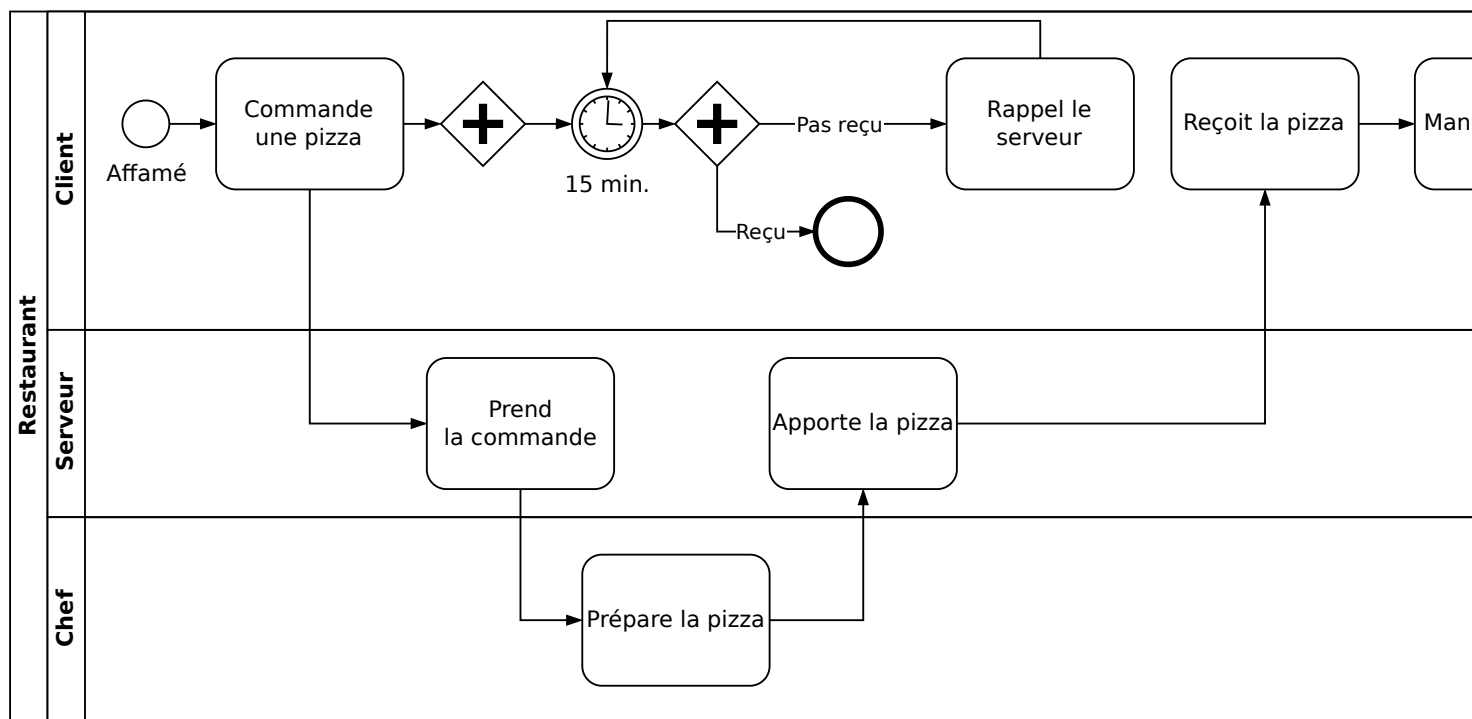 Restaurant
Client
Affamé
Commande
une pizza
15 min.
Pas reçu
Reçu
Rappel le
serveur
Reçoit la pizza
Man
Serveur
Prend
la commande
Apporte la pizza
Chef
Prépare la pizza